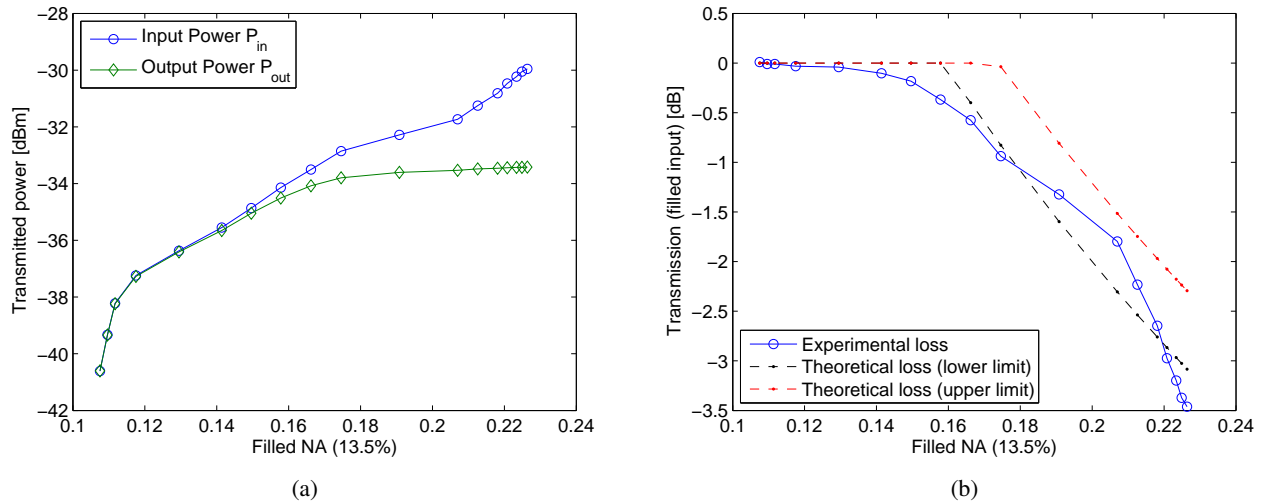 −28
−30
−32
−34
−36
−38
−40
−42
0.1 0.12 0.14 0.16 0.18 0.2 0.22 0.24
Transmitted power [dBm]
Filled NA (13.5%)
Input Power P_in
Output Power P_out
(a)
0.5
0
−0.5
−1
−1.5
−2
−2.5
−3
−3.5
0.1 0.12 0.14 0.16 0.18 0.2 0.22 0.24
Transmission (filled input) [dB]
Filled NA (13.5%)
Experimental loss
Theoretical loss (lower limit)
Theoretical loss (upper limit)
(b)